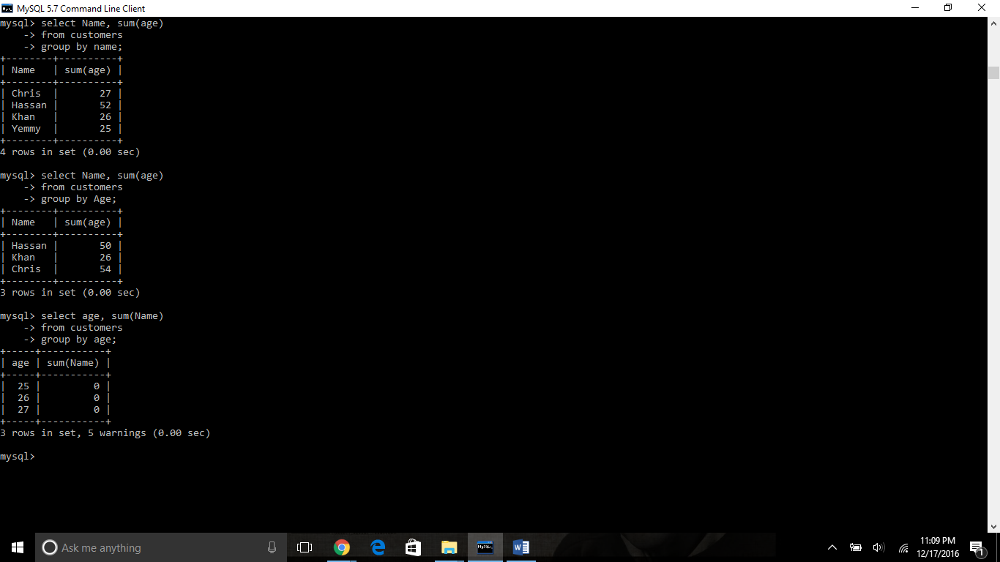 MySQL 5.7 Command Line Client
mysql> select Name, sum(age)
    -> from customers
    -> group by name;
+--------+----------+
| Name   | sum(age) |
+--------+----------+
| Chris  |       27 |
| Hassan |       52 |
| Khan   |       26 |
| Yemmy  |       25 |
+--------+----------+
4 rows in set (0.00 sec)

mysql> select Name, sum(age)
    -> from customers
    -> group by Age;
+--------+----------+
| Name   | sum(age) |
+--------+----------+
| Hassan |       50 |
| Khan   |       26 |
| Chris  |       54 |
+--------+----------+
3 rows in set (0.00 sec)

mysql> select age, sum(Name)
    -> from customers
    -> group by age;
+-----+-----------+
| age | sum(Name) |
+-----+-----------+
|  25 |         0 |
|  26 |         0 |
|  27 |         0 |
+-----+-----------+
3 rows in set, 5 warnings (0.00 sec)

mysql>
Ask me anything
11:09 PM
12/17/2016
1